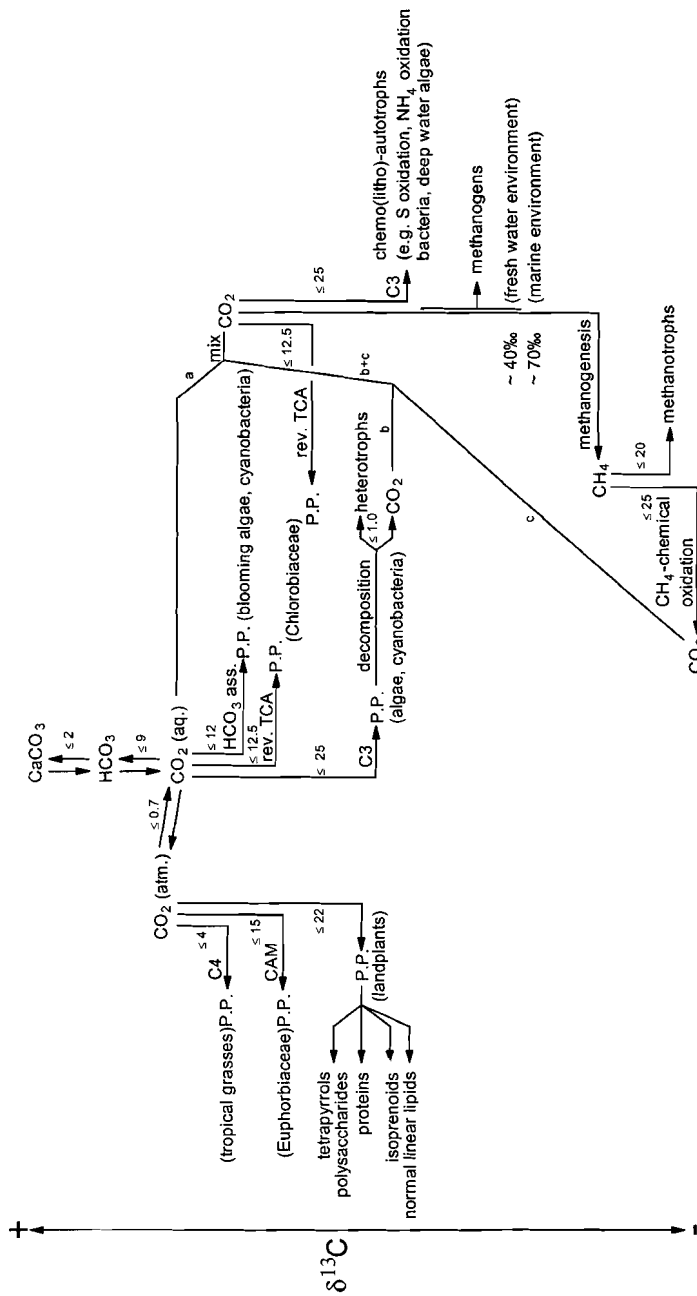 +
δ13C
-
CO2 (atm.)
≤ 4
C4
(tropical grasses)P.P.
≤ 15
CAM
(Euphorbiaceae)P.P.
≤ 22
P.P.
(landplants)
tetrapyrrols
polysaccharides
proteins
isoprenoids
normal linear lipids
≤ 0.7
CaCO3
≤ 2
HCO3
≤ 9
CO2 (aq.)
≤ 12
HCO3 ass.
P.P. (blooming algae, cyanobacteria)
≤ 12.5
rev. TCA
P.P.
(Chlorobiaceae)
≤ 25
C3
P.P.
(algae, cyanobacteria)
decomposition
≤ 1.0
heterotrophs
CO2
a
b
b+c
c
mix
CO2
≤ 12.5
rev. TCA
P.P.
≤ 25
C3
chemo(litho)-autotrophs
(e.g. S oxidation, NH4 oxidation
bacteria, deep water algae)
methanogens
~ 40‰ (fresh water environment)
~ 70‰ (marine environment)
methanogenesis
CH4
≤ 20
methanotrophs
≤ 25
CH4-chemical
oxidation